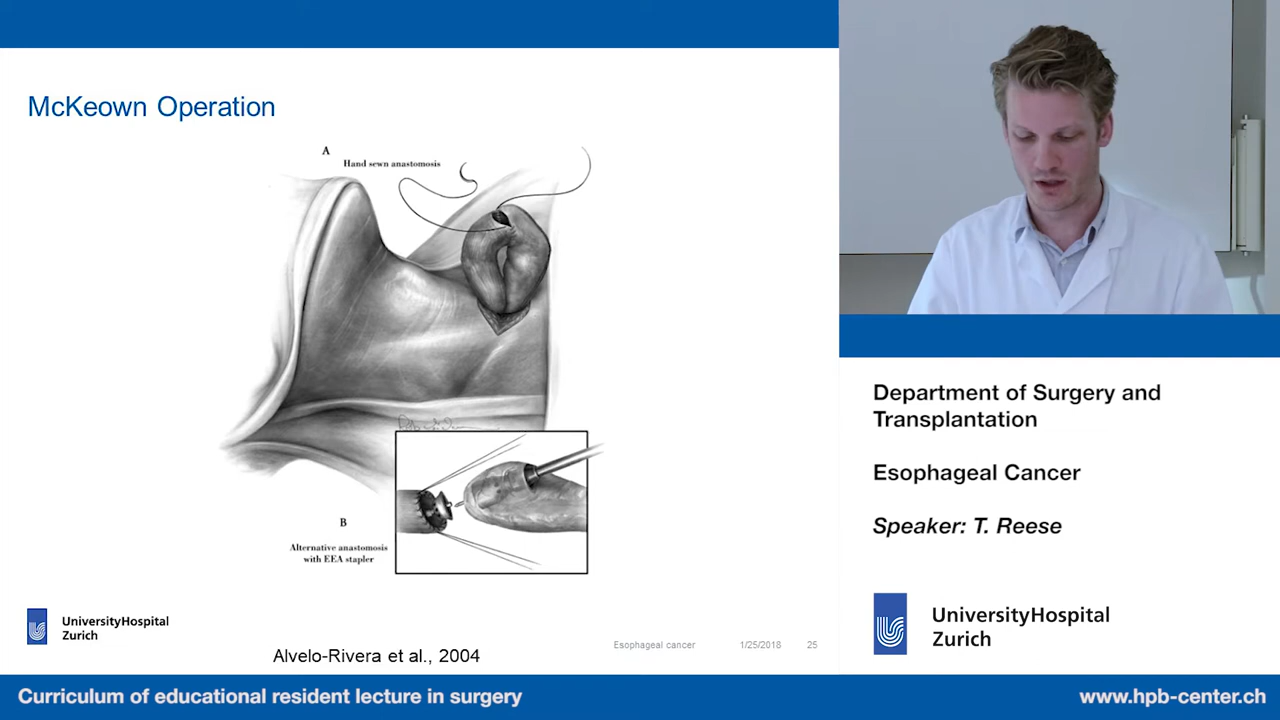 McKeown Operation
A
Hand sewn anastomosis
B
Alternative anastomosis
with EEA stapler
UniversityHospital
Zurich
Alvelo-Rivera et al., 2004
Esophageal cancer 1/25/2018 25
Department of Surgery and
Transplantation
Esophageal Cancer
Speaker: T. Reese
UniversityHospital
Zurich
Curriculum of educational resident lecture in surgery
www.hpb-center.ch